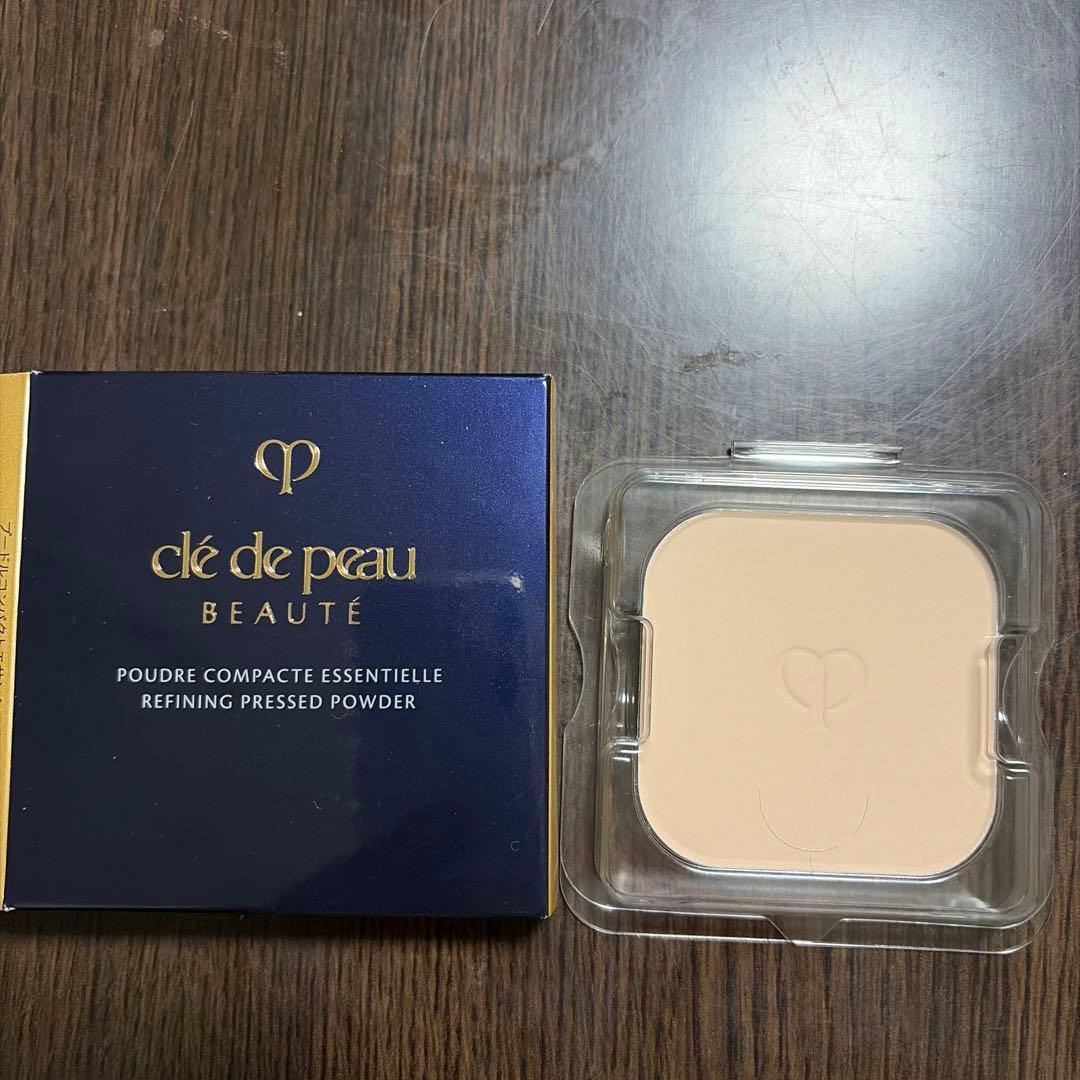 clé de peau
BEAUTÉ
POUDRE COMPACTE ESSENTIELLE
REFINING PRESSED POWDER